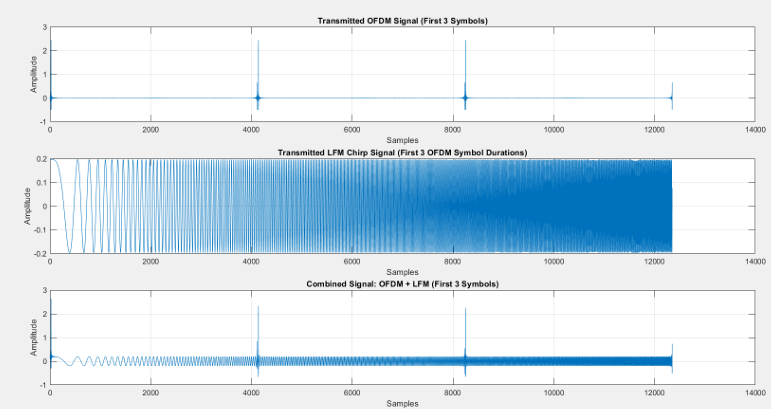 Transmitted OFDM Signal (First 3 Symbols)
3
2
1
0
-1
Amplitude
0 2000 4000 6000 8000 10000 12000 14000
Samples
Transmitted LFM Chirp Signal (First 3 OFDM Symbol Durations)
0.2
0.1
0
-0.1
-0.2
Amplitude
0 2000 4000 6000 8000 10000 12000 14000
Samples
Combined Signal: OFDM + LFM (First 3 Symbols)
3
2
1
0
-1
Amplitude
0 2000 4000 6000 8000 10000 12000 14000
Samples